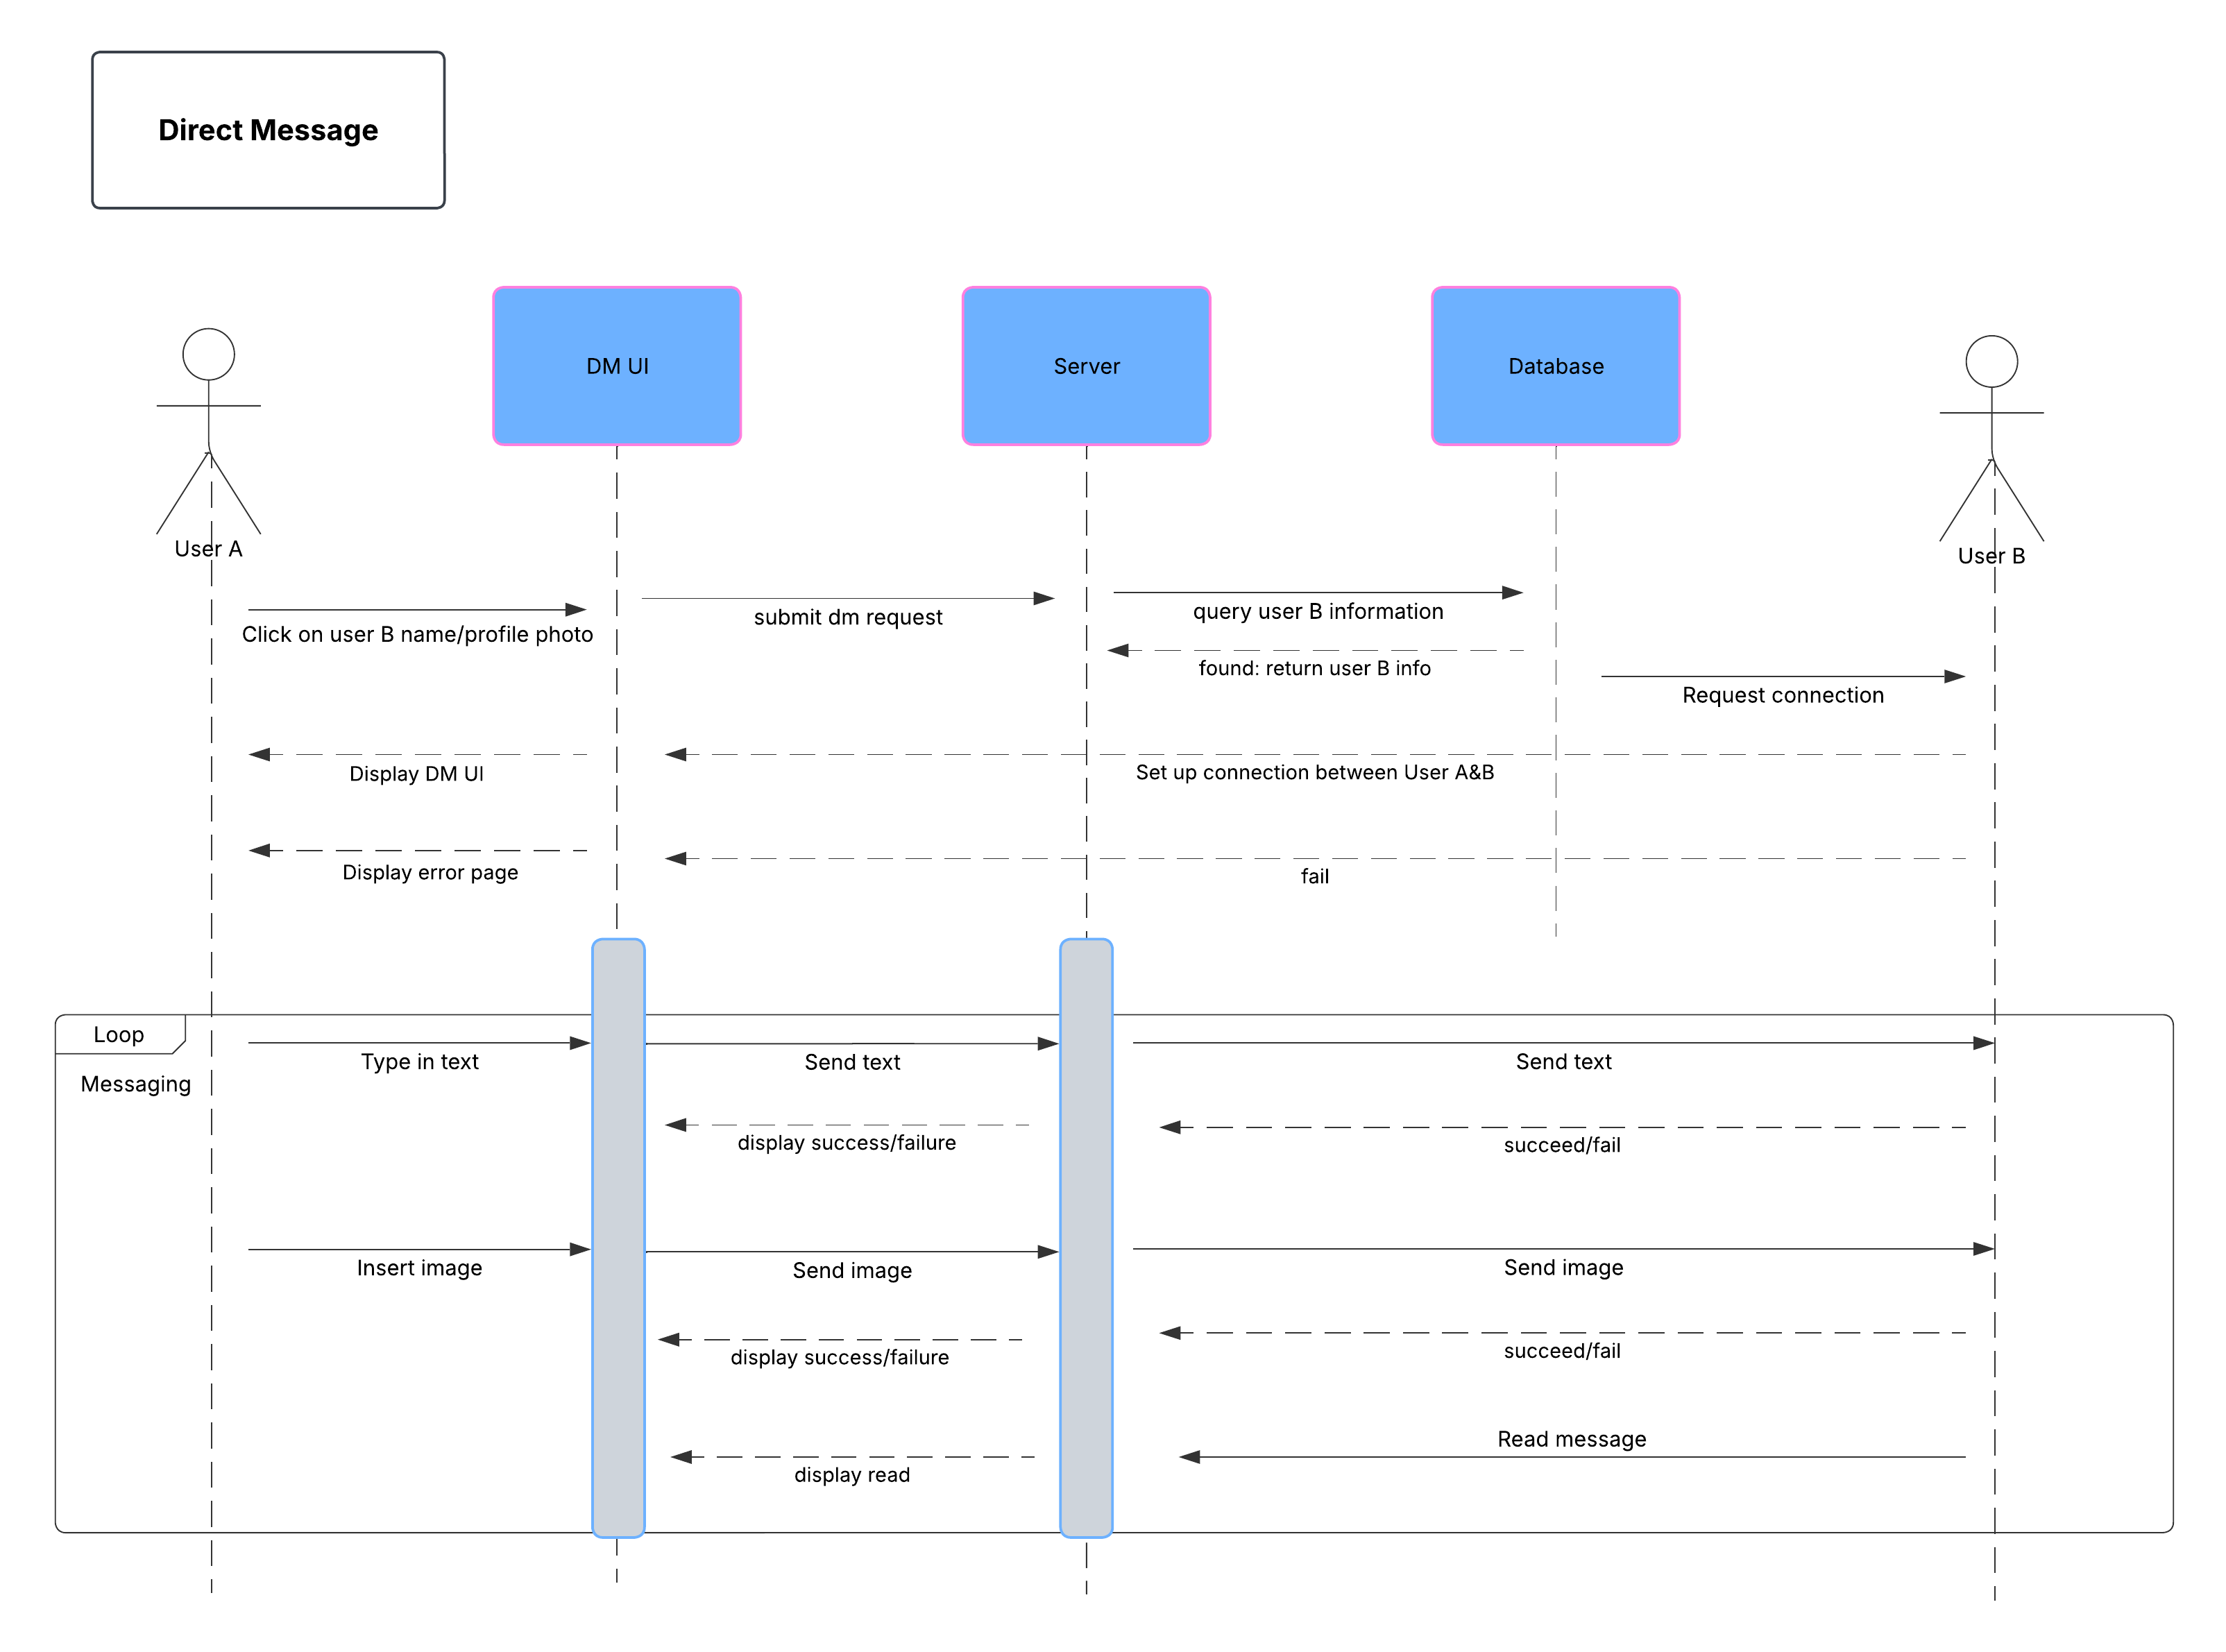 Direct Message
DM UI
Server
Database
User A
User B
Click on user B name/profile photo
submit dm request
query user B information
found: return user B info
Request connection
Display DM UI
Set up connection between User A&B
Display error page
fail
Loop
Messaging
Type in text
Send text
Send text
display success/failure
succeed/fail
Insert image
Send image
Send image
display success/failure
succeed/fail
Read message
display read